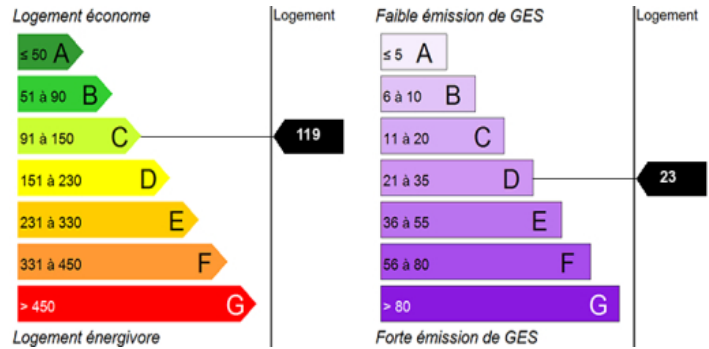 Logement économe
Logement
≤ 50 A
51 à 90 B
91 à 150 C
119
151 à 230 D
231 à 330 E
331 à 450 F
> 450 G
Logement énergivore
Faible émission de GES
Logement
≤ 5 A
6 à 10 B
11 à 20 C
21 à 35 D
23
36 à 55 E
56 à 80 F
> 80 G
Forte émission de GES